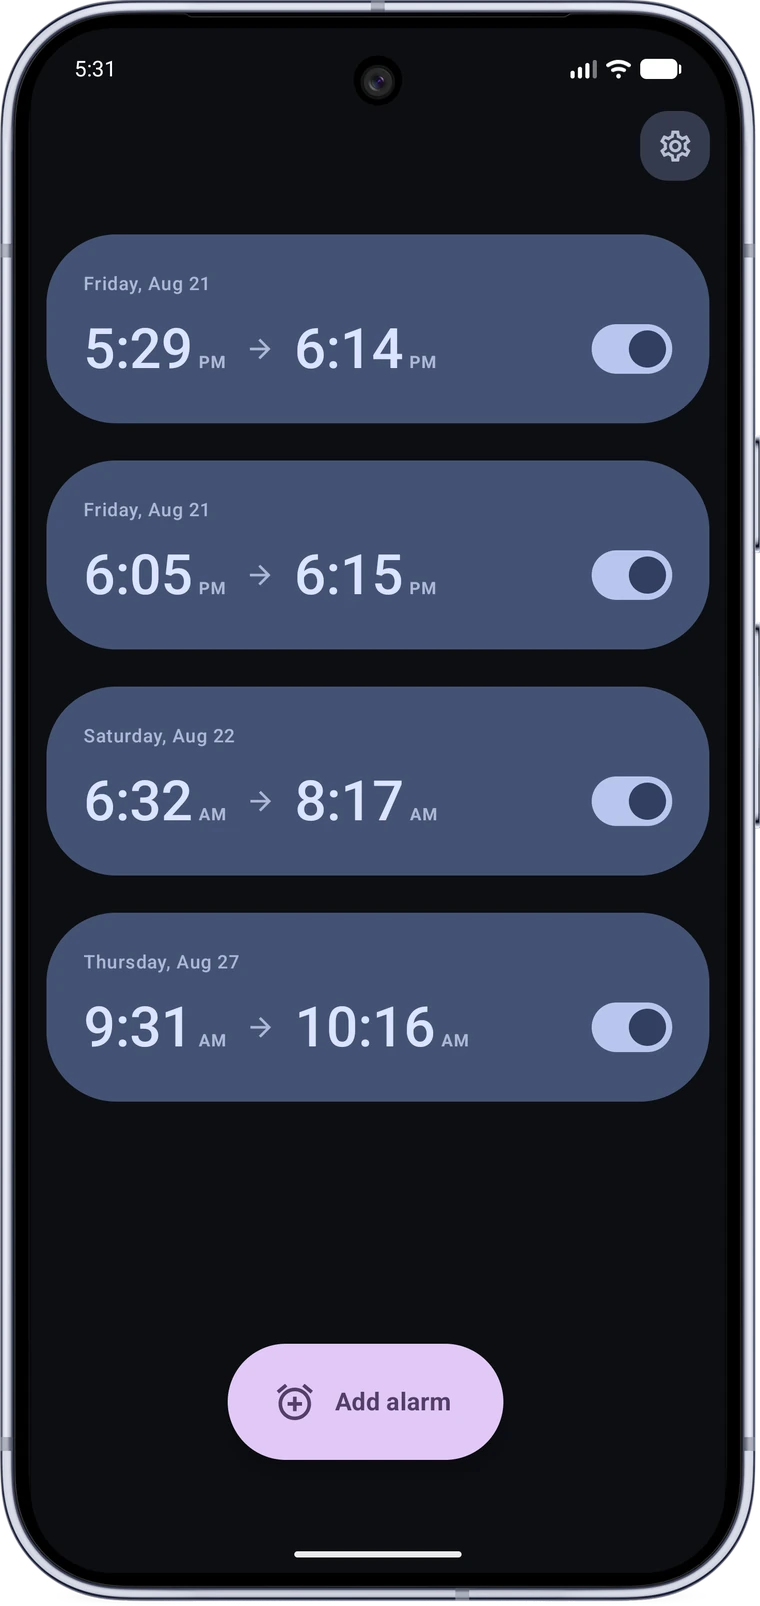 5:31
Friday, Aug 21
5:29 PM → 6:14 PM
Friday, Aug 21
6:05 PM → 6:15 PM
Saturday, Aug 22
6:32 AM → 8:17 AM
Thursday, Aug 27
9:31 AM → 10:16 AM
Add alarm